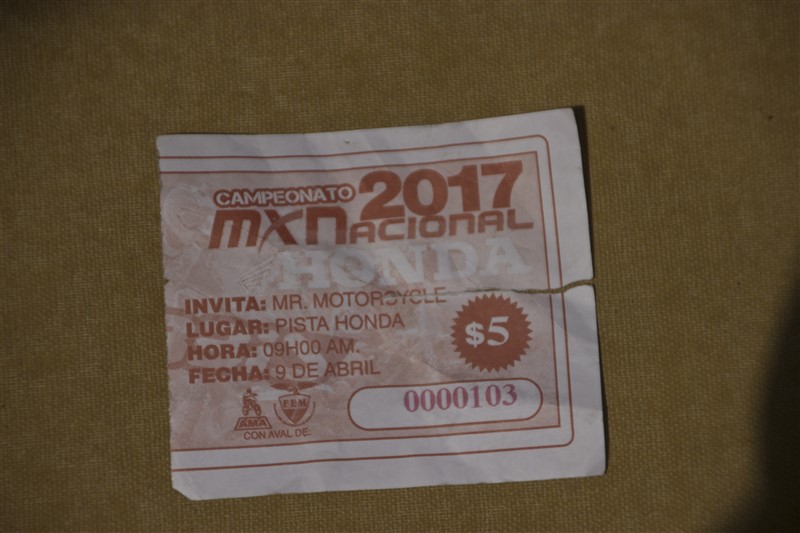 CAMPEONATO 2017
MXNACIONAL
HONDA
INVITA: MR. MOTORCYCLE
LUGAR: PISTA HONDA
HORA: 09H00 AM.
FECHA: 9 DE ABRIL
$5
0000103
AMA
F.E.M
CON AVAL DE: